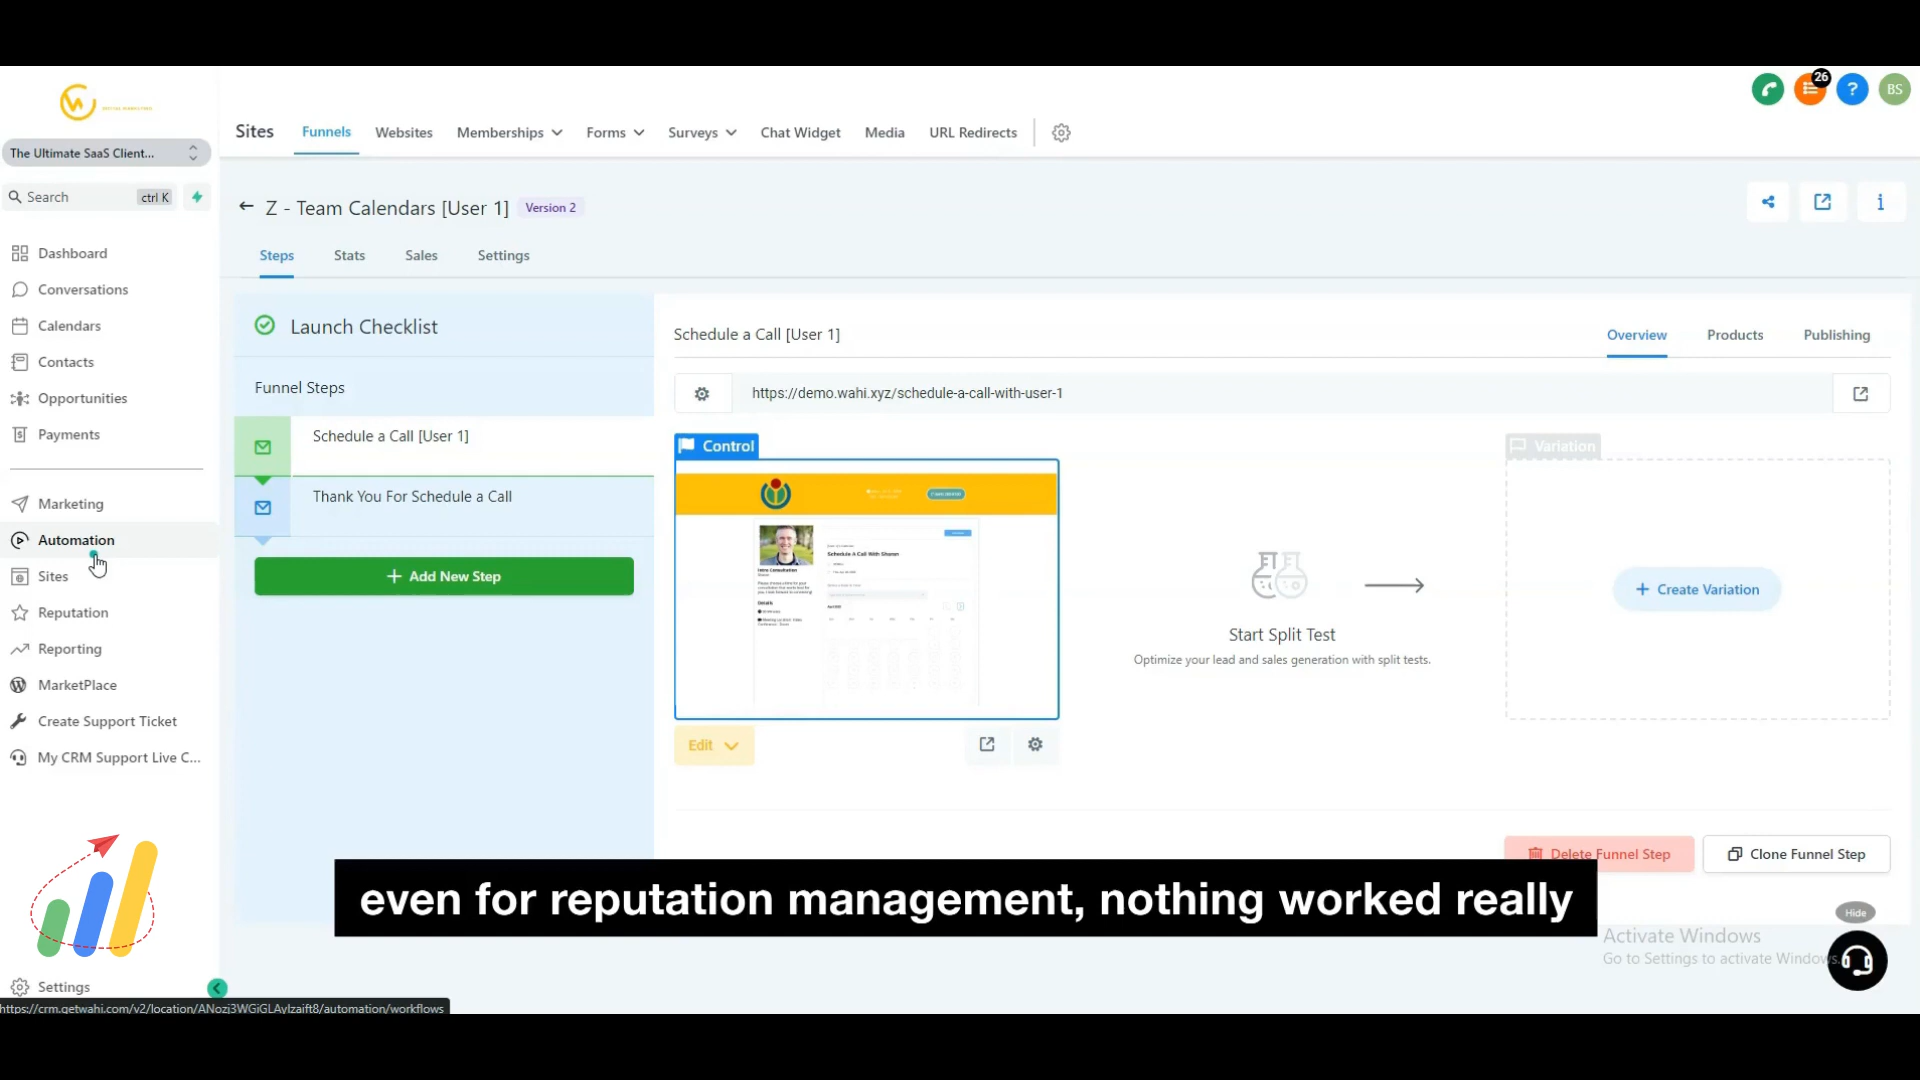 26
BS
Sites
Funnels
Websites
Memberships
Forms
Surveys
Chat Widget
Media
URL Redirects
The Ultimate SaaS Client...
Search
ctrl K
Z - Team Calendars [User 1]
Version 2
Steps
Stats
Sales
Settings
Dashboard
Conversations
Calendars
Contacts
Opportunities
Payments
Marketing
Automation
Sites
Reputation
Reporting
MarketPlace
Create Support Ticket
My CRM Support Live C...
Settings
Launch Checklist
Funnel Steps
Schedule a Call [User 1]
Thank You For Schedule a Call
Add New Step
Schedule a Call [User 1]
Overview
Products
Publishing
https://demo.wahi.xyz/schedule-a-call-with-user-1
Control
Variation
Schedule A Call With Sharan
Start Split Test
Optimize your lead and sales generation with split tests.
Create Variation
Edit
Delete Funnel Step
Clone Funnel Step
even for reputation management, nothing worked really
Hide
Activate Windows
Go to Settings to activate Windows.
https://crm.getwahi.com/v2/location/ANozj3WGiGLAylzaift8/automation/workflows